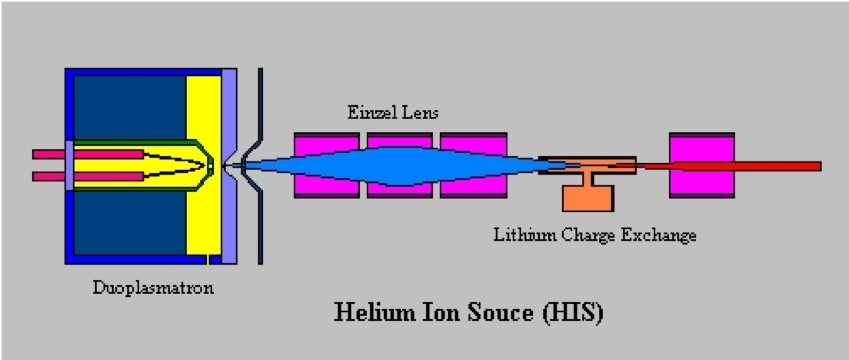 Einzel Lens
Lithium Charge Exchange
Duoplasmatron
Helium Ion Souce (HIS)